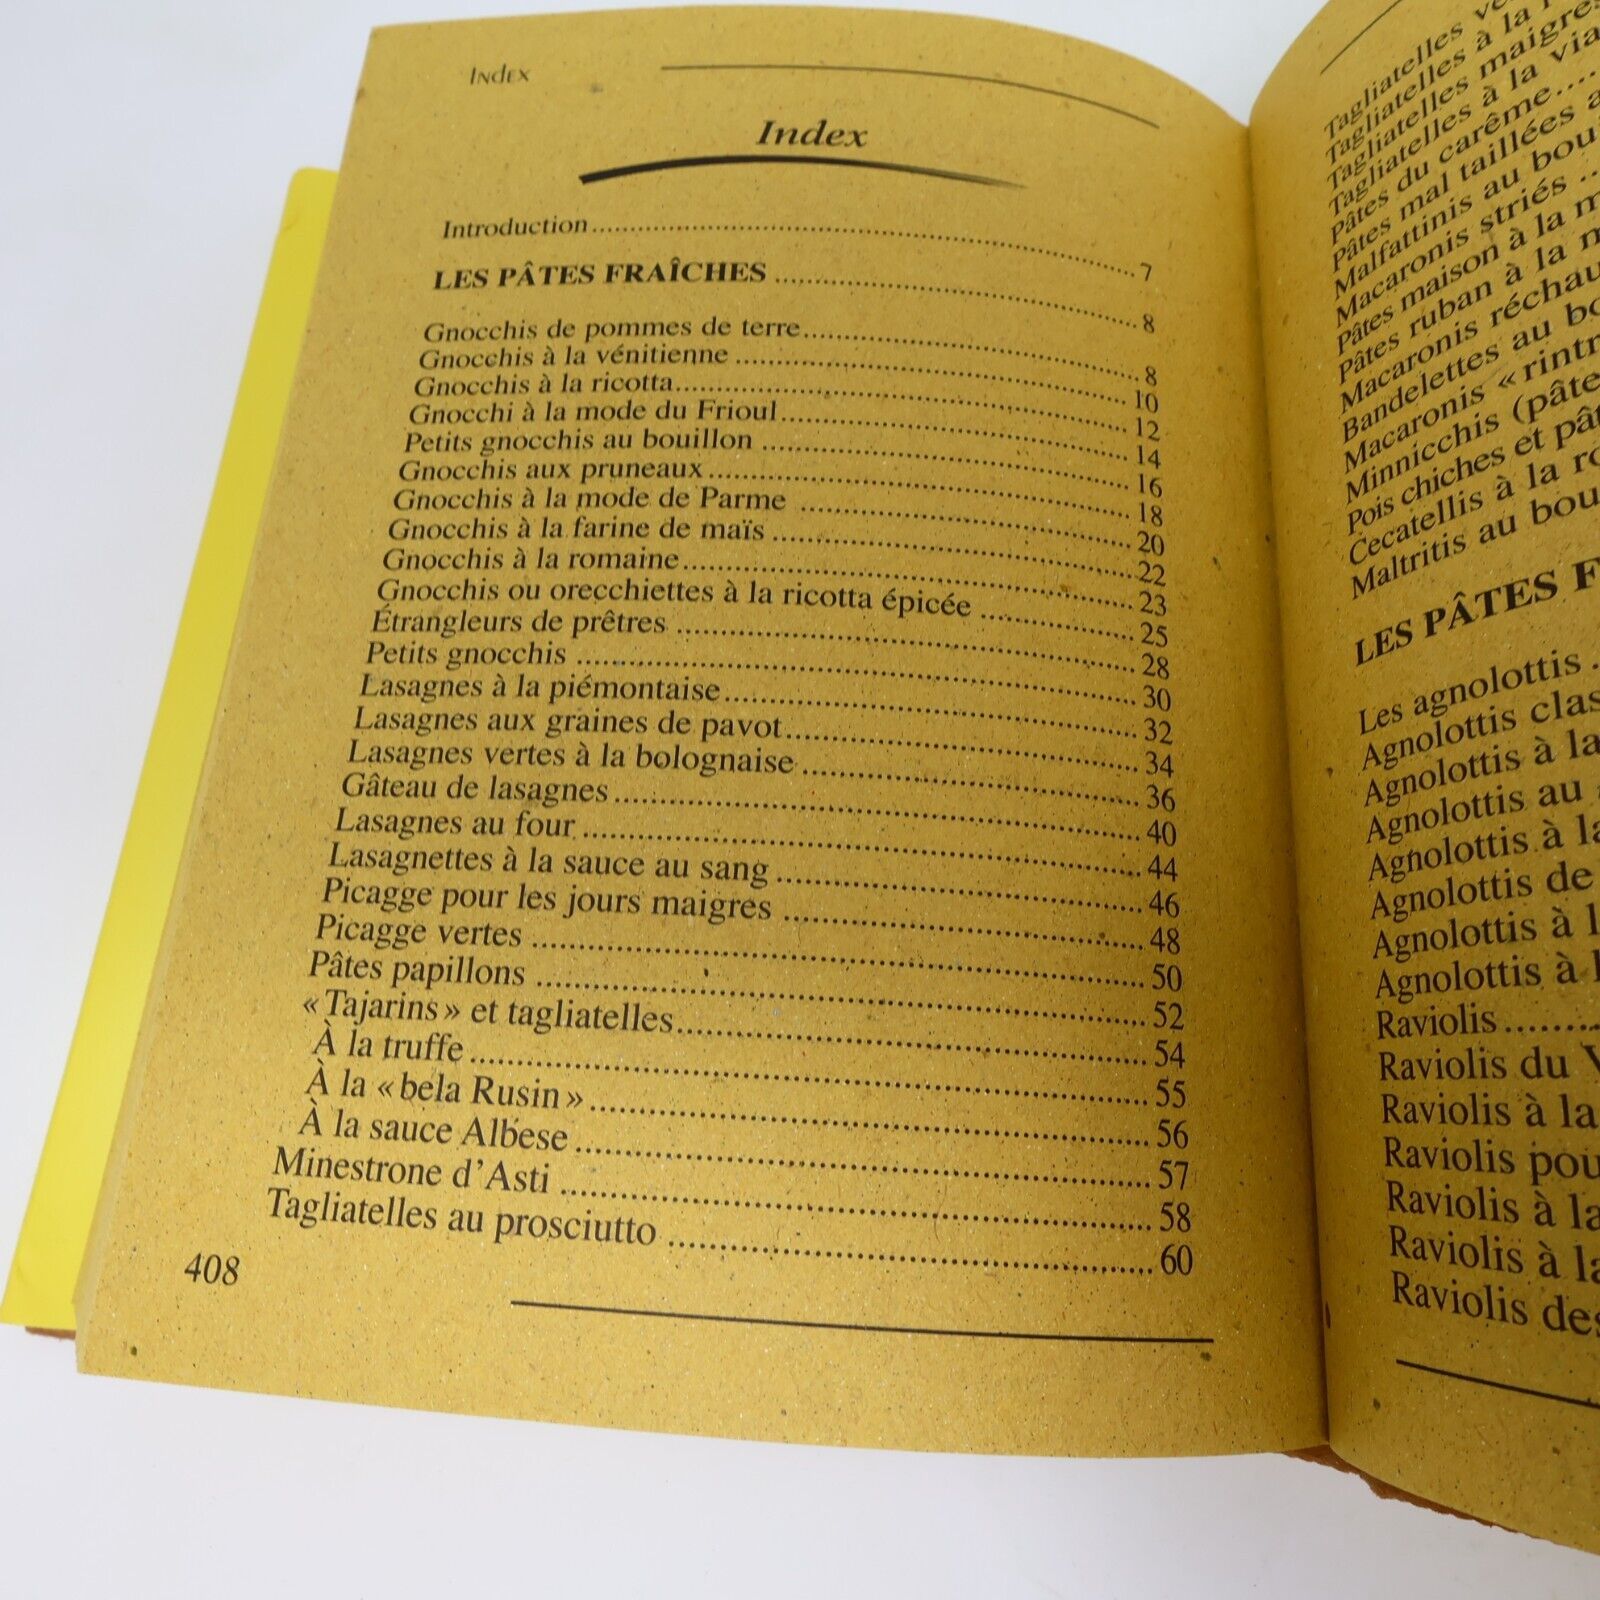 INdEX
Index
Introduction.......... 7
LES PÂTES FRAÎCHES.......... 8
Gnocchis de pommes de terre.......... 8
Gnocchis à la vénitienne.......... 10
Gnocchis à la ricotta.......... 12
Gnocchi à la mode du Frioul.......... 14
Petits gnocchis au bouillon.......... 16
Gnocchis aux pruneaux.......... 18
Gnocchis à la mode de Parme.......... 20
Gnocchis à la farine de maïs.......... 22
Gnocchis à la romaine.......... 23
Gnocchis ou orecchiettes à la ricotta épicée.......... 25
Étrangleurs de prêtres.......... 28
Petits gnocchis.......... 30
Lasagnes à la piémontaise.......... 32
Lasagnes aux graines de pavot.......... 34
Lasagnes vertes à la bolognaise.......... 36
Gâteau de lasagnes.......... 40
Lasagnes au four.......... 44
Lasagnettes à la sauce au sang.......... 46
Picagge pour les jours maigres.......... 48
Picagge vertes.......... 50
Pâtes papillons.......... 52
« Tajarins » et tagliatelles.......... 54
À la truffe.......... 55
À la « bela Rusin ».......... 56
À la sauce Albese.......... 57
Minestrone d'Asti.......... 58
Tagliatelles au prosciutto.......... 60
408
Tagliatelles
Tagliatelles à la
Tagliatelles maigres
Tagliatelles à la
Pâtes du carême....
Pâtes mal taillées
Malfattinis au
Macaronis striés ..
Pâtes maison à la
Pâtes ruban à la
Macaronis
Bandelettes au
Macaronis «
Minnicchis (
Pois chiches et
Cecatellis à la
Maltritis au
LES PÂTES
Les agnolottis ..
Agnolottis
Agnolottis à la
Agnolottis au
Agnolottis à la
Agnolottis de
Agnolottis à
Agnolottis à
Raviolis..........
Raviolis du
Raviolis à la
Raviolis
Raviolis à la
Raviolis à la
Raviolis